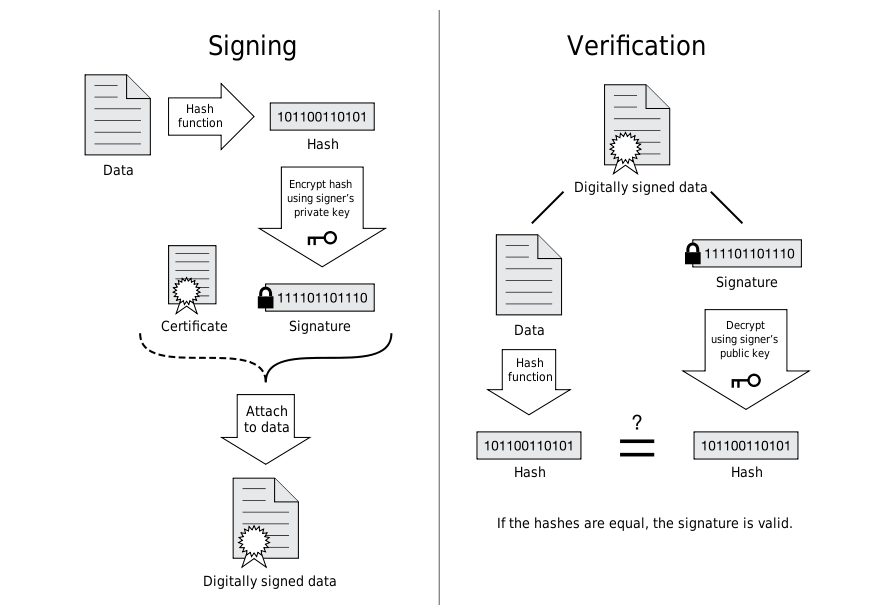 Signing
Data
Hash
function
101100110101
Hash
Encrypt hash
using signer's
private key
Certificate
111101101110
Signature
Attach
to data
Digitally signed data
Verification
Digitally signed data
Data
Hash
function
101100110101
Hash
111101101110
Signature
Decrypt
using signer's
public key
101100110101
Hash
?
=
If the hashes are equal, the signature is valid.